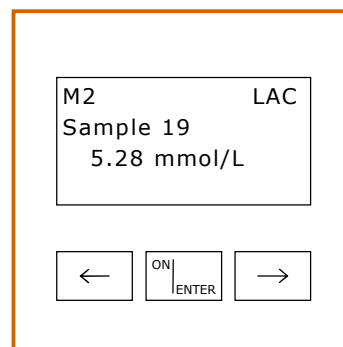 M2 LAC
Sample 19
5.28 mmol/L
← ON ENTER →